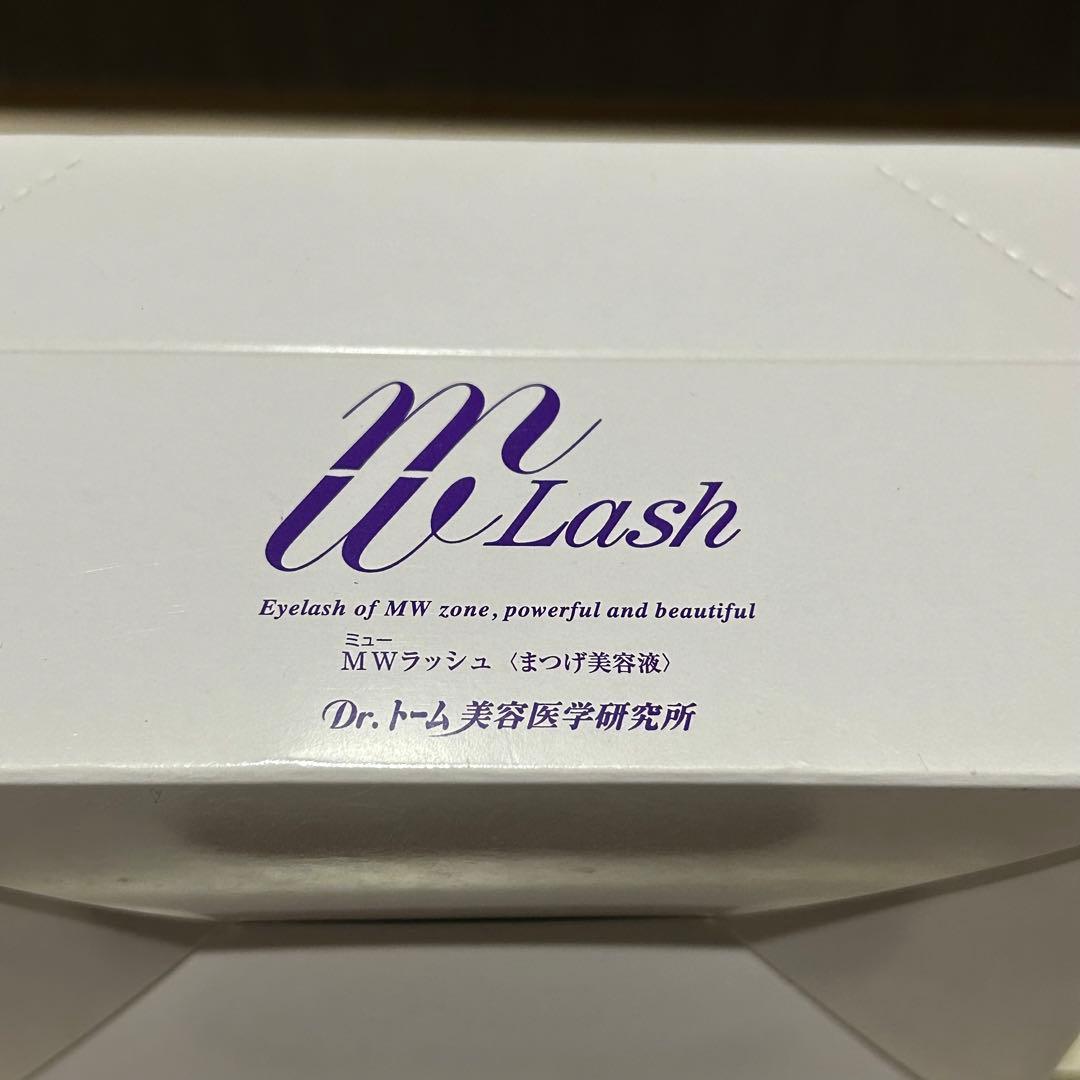 mw Lash
Eyelash of MW zone, powerful and beautiful
ミュー
MWラッシュ〈まつげ美容液〉
Dr.トーム 美容医学研究所